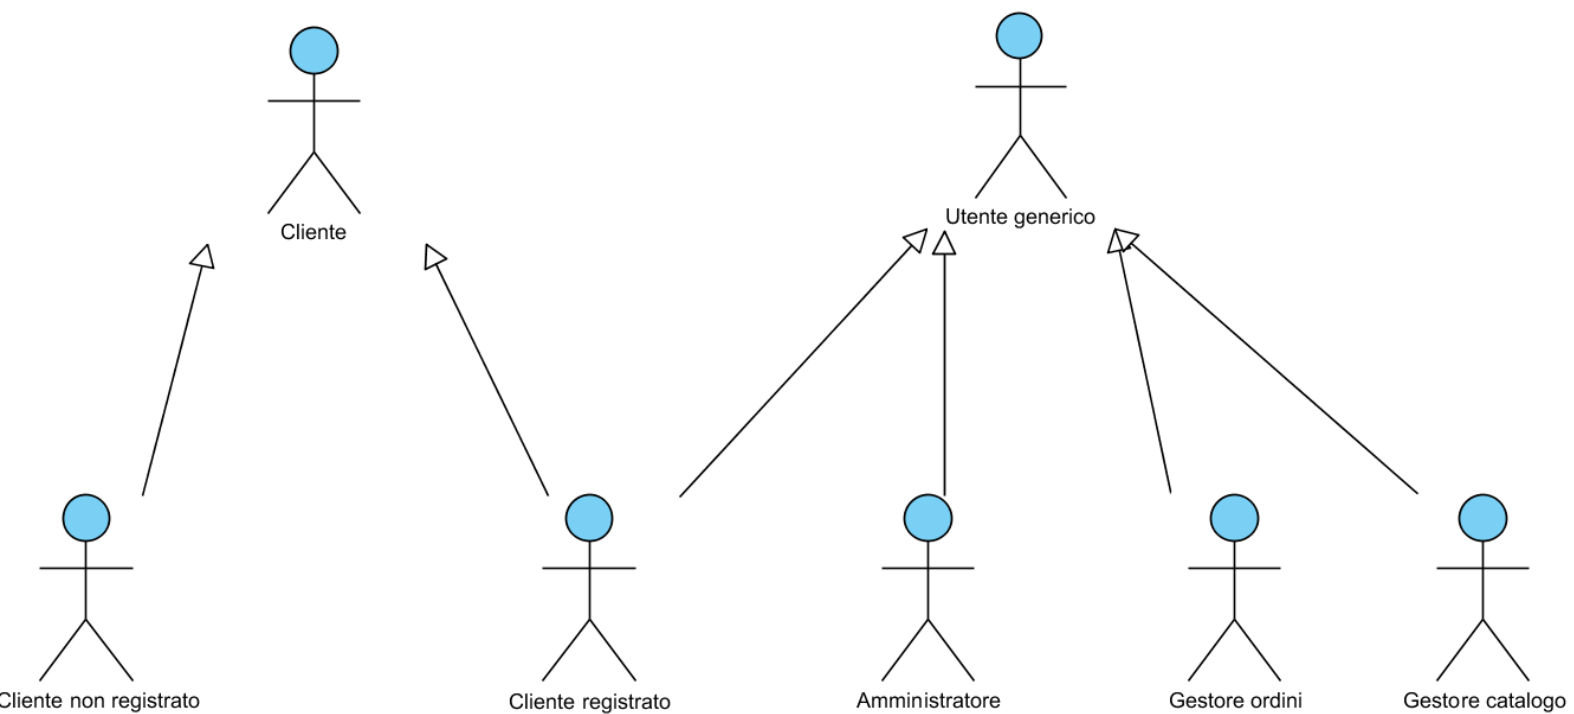 Cliente
Utente generico
Cliente non registrato
Cliente registrato
Amministratore
Gestore ordini
Gestore catalogo